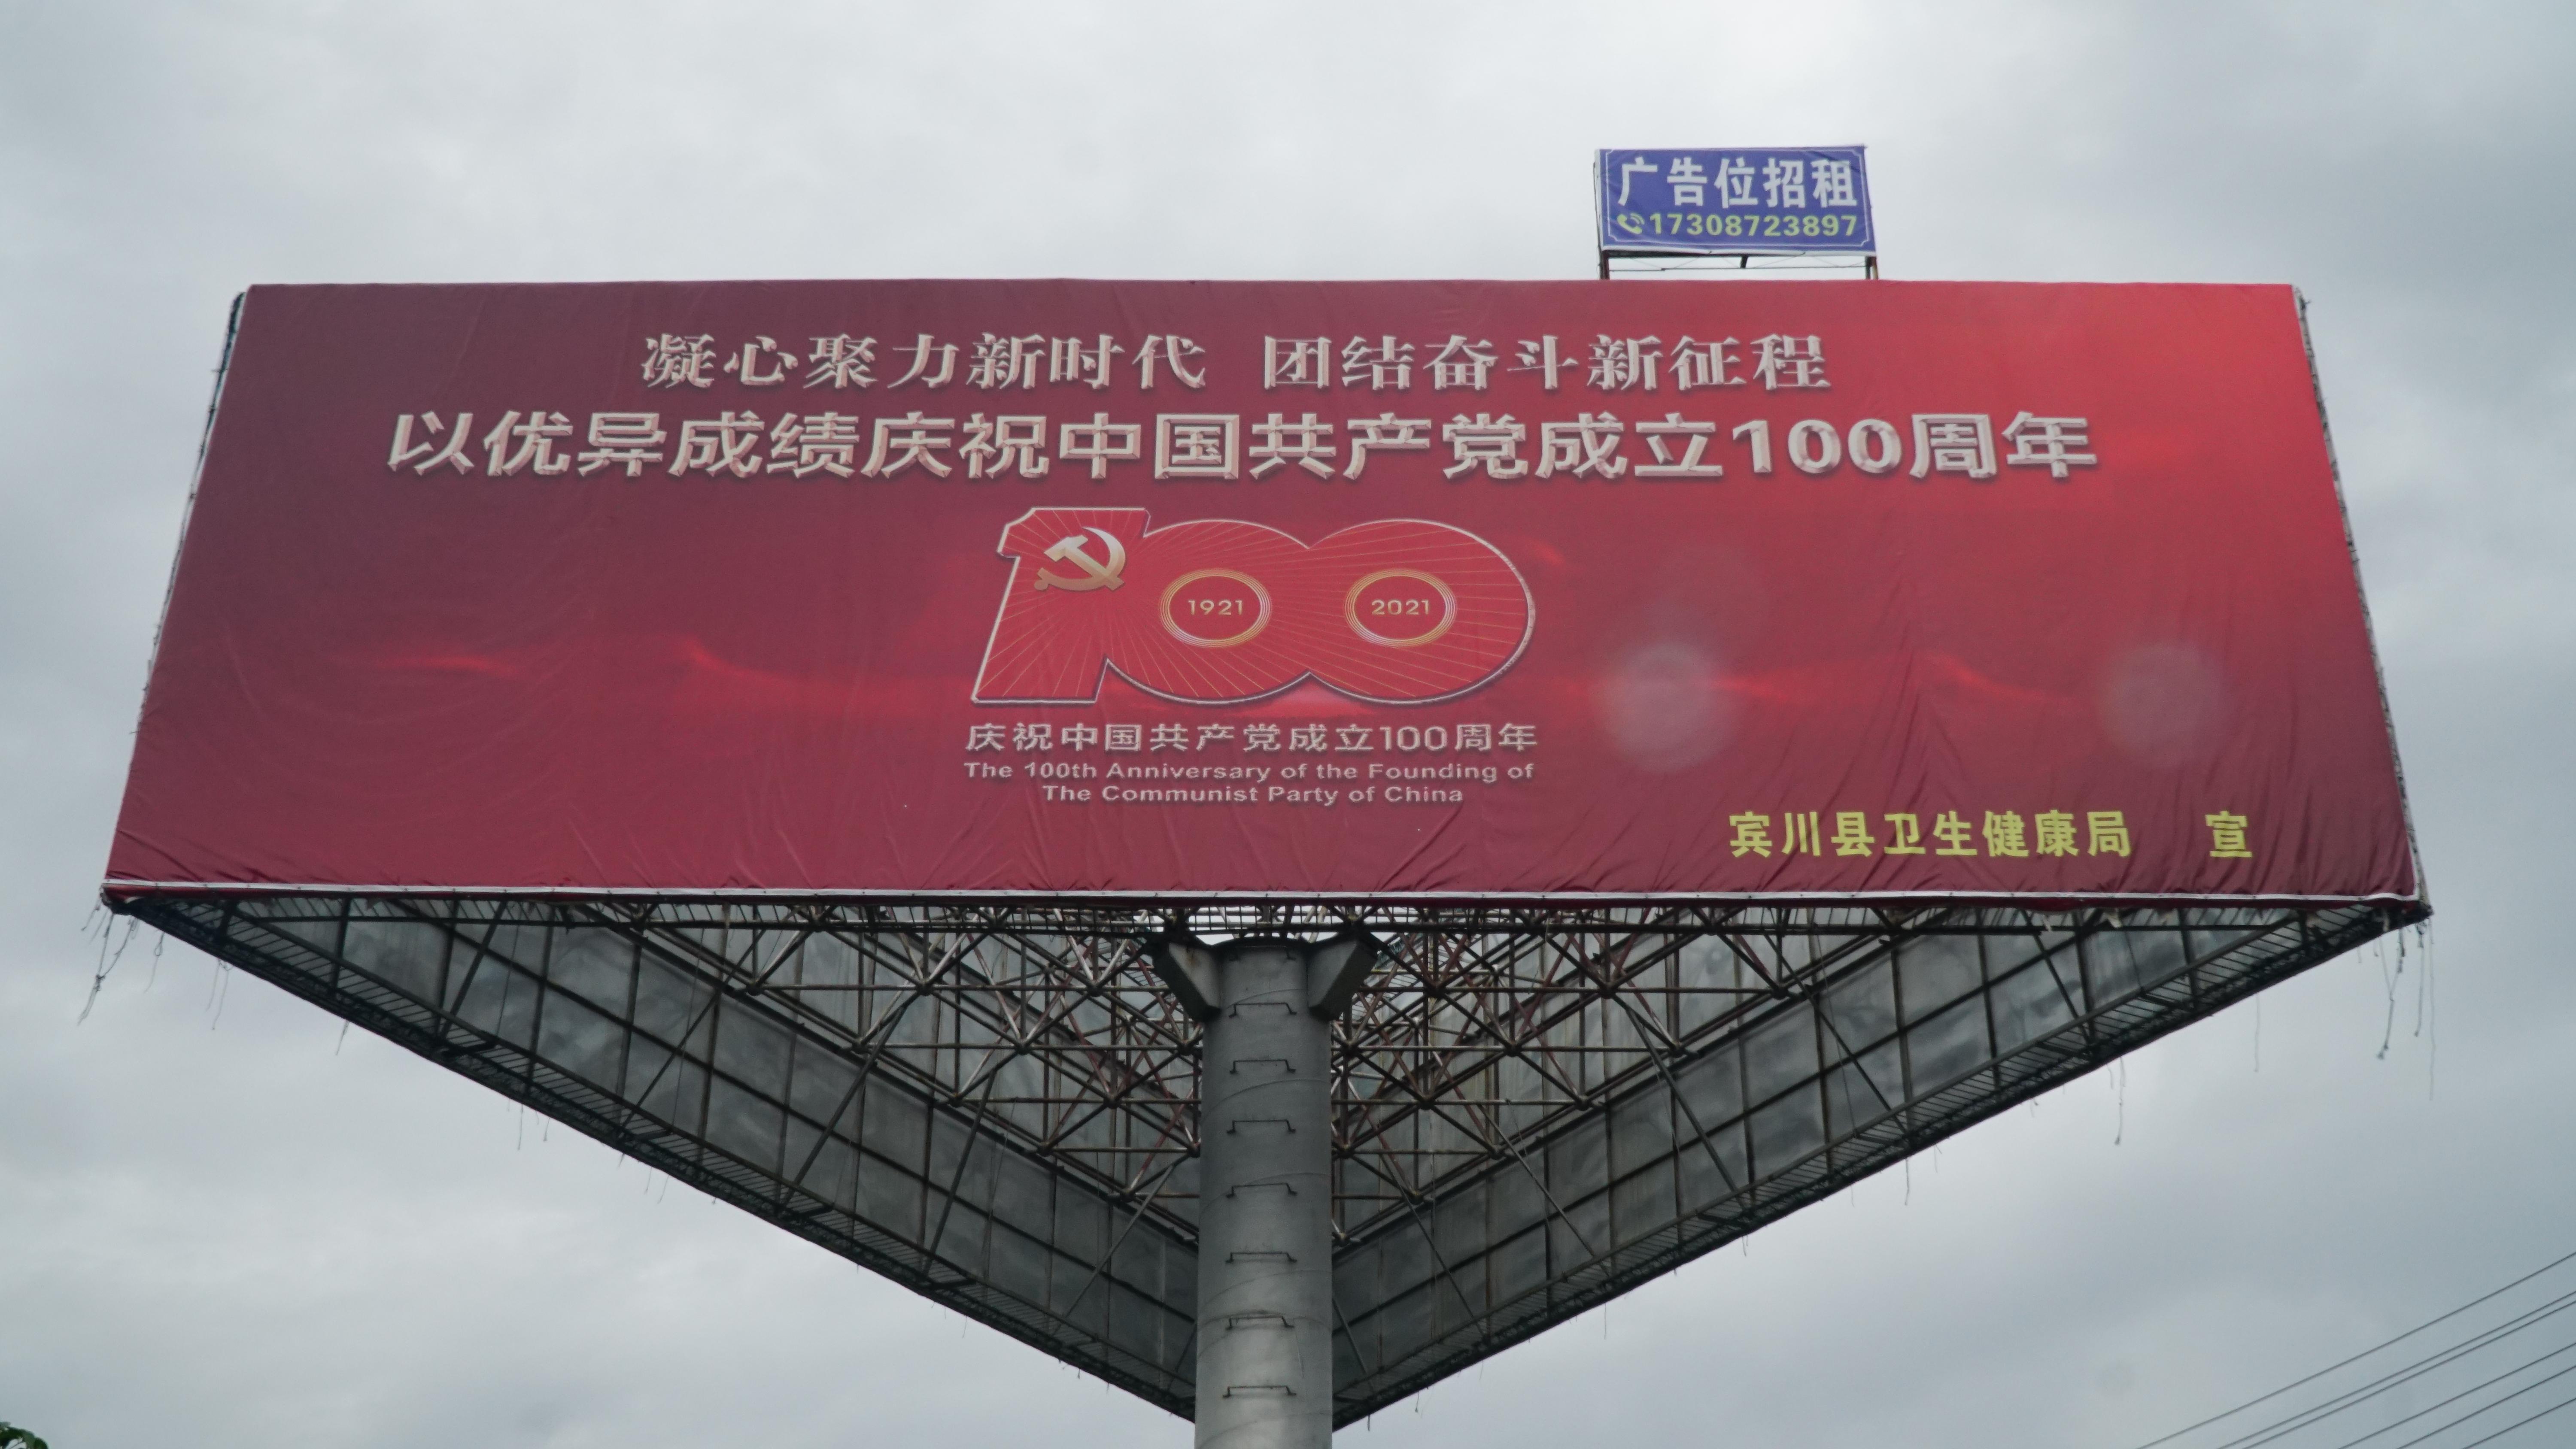 广告位招租
17308723897
凝心聚力新时代 团结奋斗新征程
以优异成绩庆祝中国共产党成立100周年
100
1921 2021
庆祝中国共产党成立100周年
The 100th Anniversary of the Founding of
The Communist Party of China
宾川县卫生健康局 宣